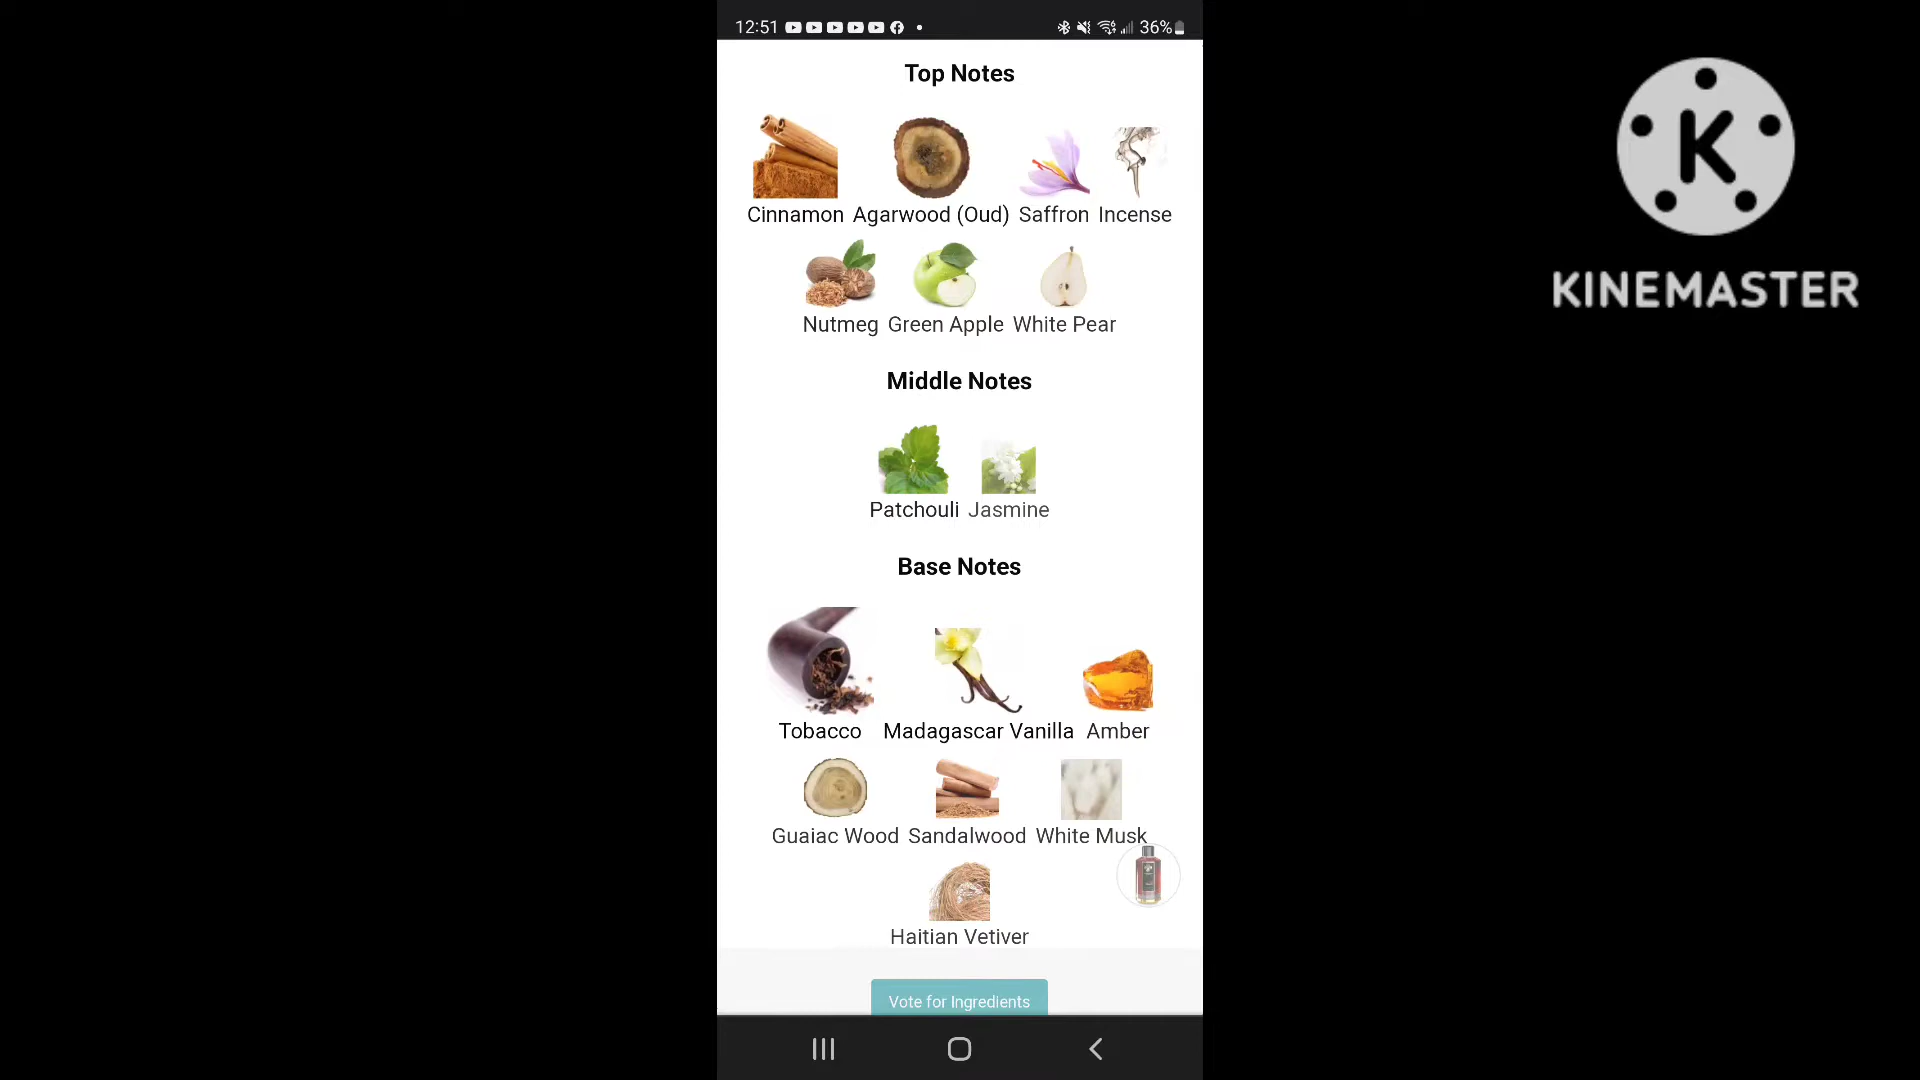 12:51
36%
Top Notes
Cinnamon Agarwood (Oud) Saffron Incense
Nutmeg Green Apple White Pear
Middle Notes
Patchouli Jasmine
Base Notes
Tobacco Madagascar Vanilla Amber
Guaiac Wood Sandalwood White Musk
Haitian Vetiver
Vote for Ingredients
K
KINEMASTER